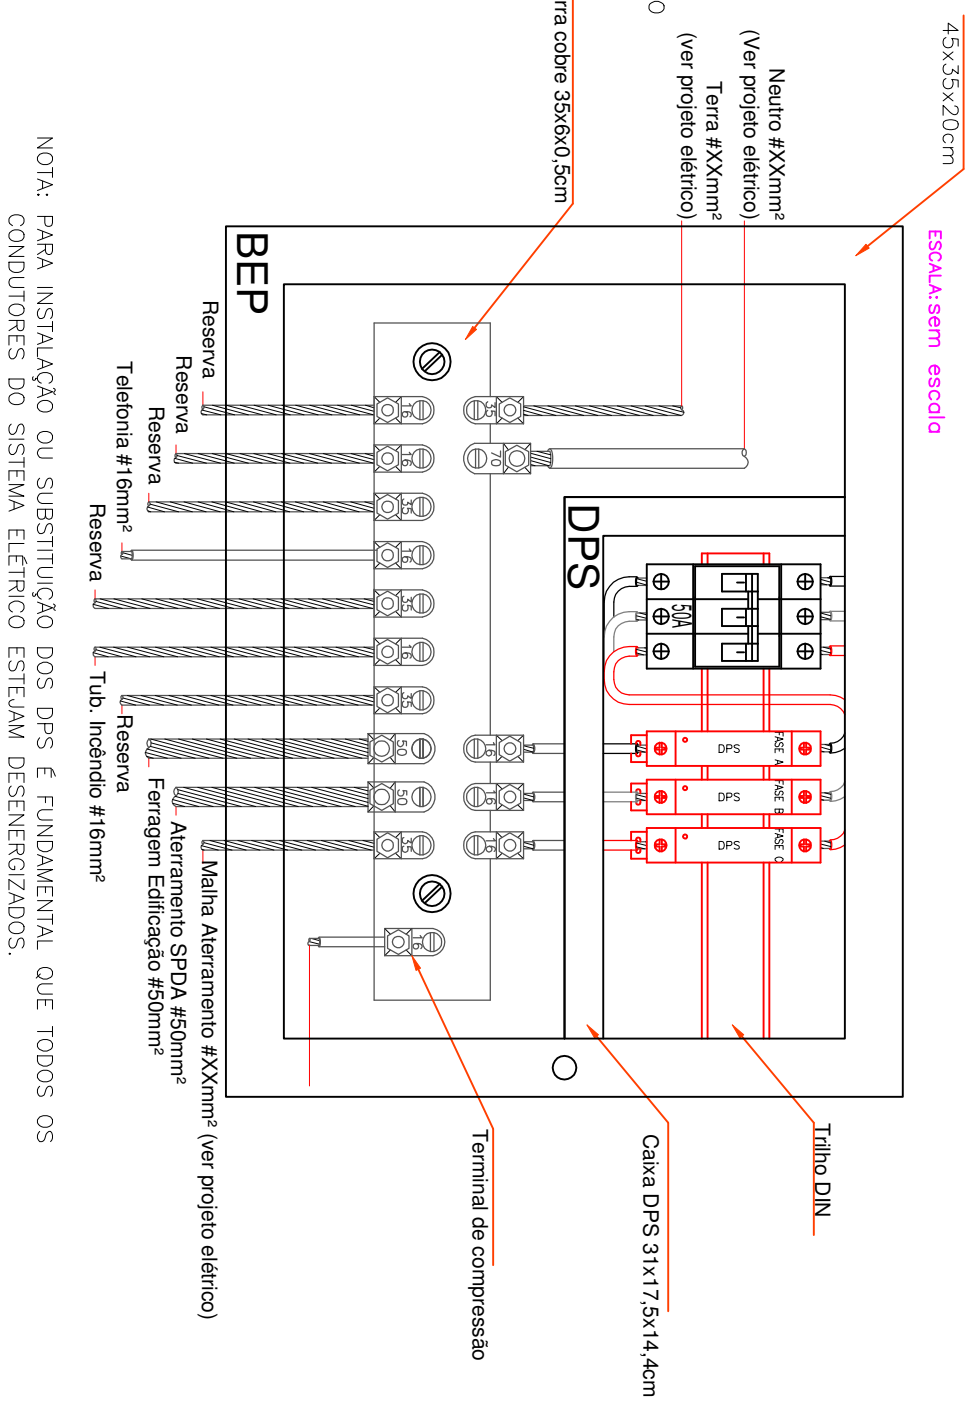 45x35x20cm
ESCALA:sem escala
Trilho DIN
Neutro #XXmm²
(Ver projeto elétrico)
Terra #XXmm²
(ver projeto elétrico)
O
50A
FASE A
FASE B
FASE C
DPS
DPS
DPS
Caixa DPS 31x17,5x14,4cm
DPS
rra cobre 35x6x0,5cm
35
70
16
16
16
Terminal de compressão
16
16
35
16
35
16
35
50
50
35
16
BEP
Reserva
Malha Aterramento #XXmm² (ver projeto elétrico)
Reserva
Aterramento SPDA #50mm²
Reserva
Ferragem Edificação #50mm²
Telefonia #16mm²
Reserva
Reserva
Tub. Incêndio #16mm²
NOTA: PARA INSTALAÇÃO OU SUBSTITUIÇÃO DOS DPS É FUNDAMENTAL QUE TODOS OS
CONDUTORES DO SISTEMA ELÉTRICO ESTEJAM DESENERGIZADOS.